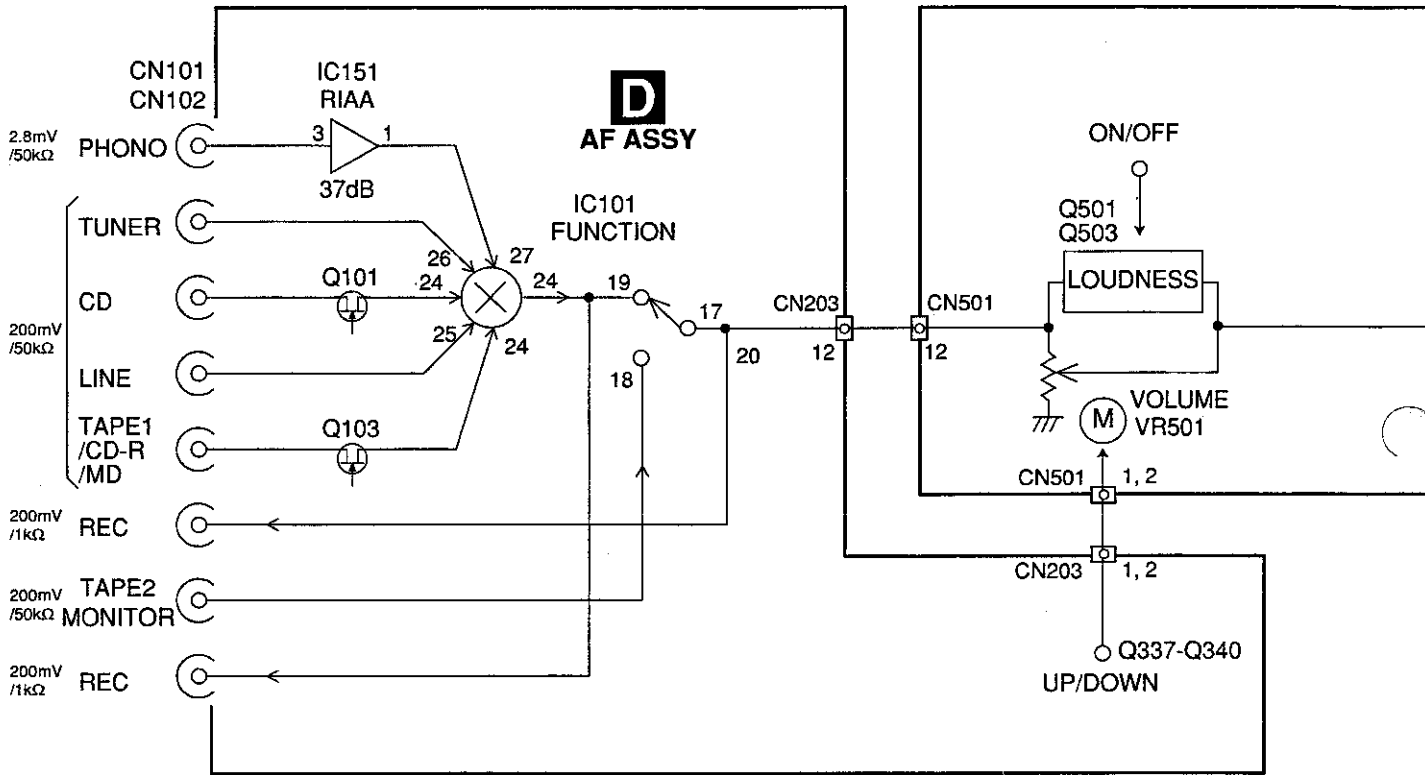 CN101
CN102
IC151
RIAA
D
AF ASSY
2.8mV
/50kΩ
PHONO
3
1
37dB
ON/OFF
TUNER
IC101
FUNCTION
Q501
Q503
LOUDNESS
26
27
Q101
CD
24
24
19
17
CN203
CN501
200mV
/50kΩ
25
24
20
12
12
LINE
18
TAPE1
/CD-R
/MD
Q103
M
VOLUME
VR501
CN501
1, 2
200mV
/1kΩ
REC
CN203
1, 2
200mV
/50kΩ
TAPE2
MONITOR
Q337-Q340
UP/DOWN
200mV
/1kΩ
REC